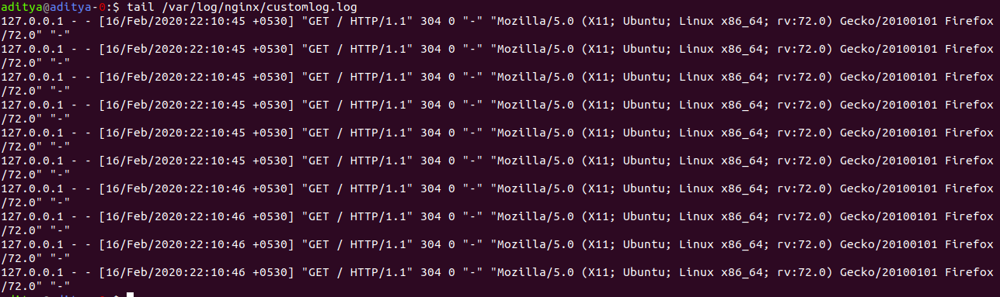 aditya@aditya-0:$ tail /var/log/nginx/customlog.log
127.0.0.1 - - [16/Feb/2020:22:10:45 +0530] "GET / HTTP/1.1" 304 0 "-" "Mozilla/5.0 (X11; Ubuntu; Linux x86_64; rv:72.0) Gecko/20100101 Firefox
/72.0" "-"
127.0.0.1 - - [16/Feb/2020:22:10:45 +0530] "GET / HTTP/1.1" 304 0 "-" "Mozilla/5.0 (X11; Ubuntu; Linux x86_64; rv:72.0) Gecko/20100101 Firefox
/72.0" "-"
127.0.0.1 - - [16/Feb/2020:22:10:45 +0530] "GET / HTTP/1.1" 304 0 "-" "Mozilla/5.0 (X11; Ubuntu; Linux x86_64; rv:72.0) Gecko/20100101 Firefox
/72.0" "-"
127.0.0.1 - - [16/Feb/2020:22:10:45 +0530] "GET / HTTP/1.1" 304 0 "-" "Mozilla/5.0 (X11; Ubuntu; Linux x86_64; rv:72.0) Gecko/20100101 Firefox
/72.0" "-"
127.0.0.1 - - [16/Feb/2020:22:10:45 +0530] "GET / HTTP/1.1" 304 0 "-" "Mozilla/5.0 (X11; Ubuntu; Linux x86_64; rv:72.0) Gecko/20100101 Firefox
/72.0" "-"
127.0.0.1 - - [16/Feb/2020:22:10:45 +0530] "GET / HTTP/1.1" 304 0 "-" "Mozilla/5.0 (X11; Ubuntu; Linux x86_64; rv:72.0) Gecko/20100101 Firefox
/72.0" "-"
127.0.0.1 - - [16/Feb/2020:22:10:46 +0530] "GET / HTTP/1.1" 304 0 "-" "Mozilla/5.0 (X11; Ubuntu; Linux x86_64; rv:72.0) Gecko/20100101 Firefox
/72.0" "-"
127.0.0.1 - - [16/Feb/2020:22:10:46 +0530] "GET / HTTP/1.1" 304 0 "-" "Mozilla/5.0 (X11; Ubuntu; Linux x86_64; rv:72.0) Gecko/20100101 Firefox
/72.0" "-"
127.0.0.1 - - [16/Feb/2020:22:10:46 +0530] "GET / HTTP/1.1" 304 0 "-" "Mozilla/5.0 (X11; Ubuntu; Linux x86_64; rv:72.0) Gecko/20100101 Firefox
/72.0" "-"
127.0.0.1 - - [16/Feb/2020:22:10:46 +0530] "GET / HTTP/1.1" 304 0 "-" "Mozilla/5.0 (X11; Ubuntu; Linux x86_64; rv:72.0) Gecko/20100101 Firefox
/72.0" "-"